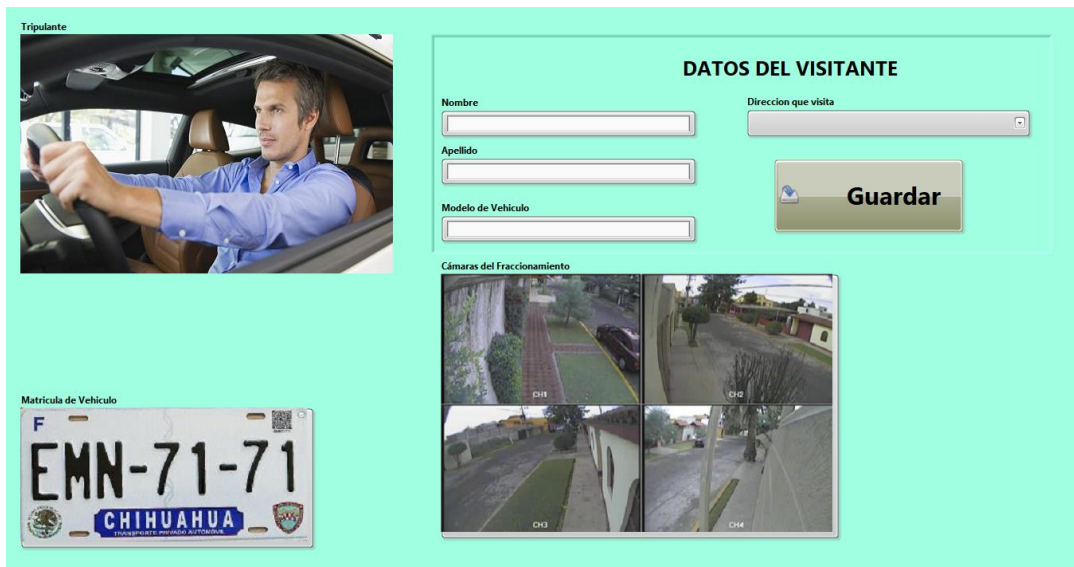 Tripulante
DATOS DEL VISITANTE
Nombre
Direccion que visita
Apellido
Guardar
Modelo de Vehiculo
Cámaras del Fraccionamiento
CH1
CH2
CH3
CH4
Matricula de Vehiculo
F
EMN-71-71
CHIHUAHUA
TRANSPORTE PRIVADO AUTOMOVIL